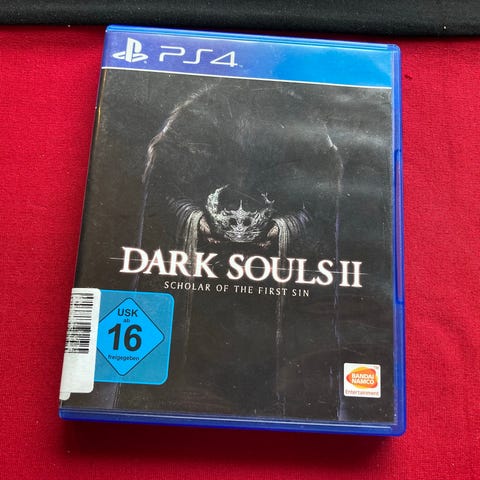 PS4
DARK SOULS II
SCHOLAR OF THE FIRST SIN
USK
ab
16
freigegeben
BANDAI
NAMCO
Entertainment